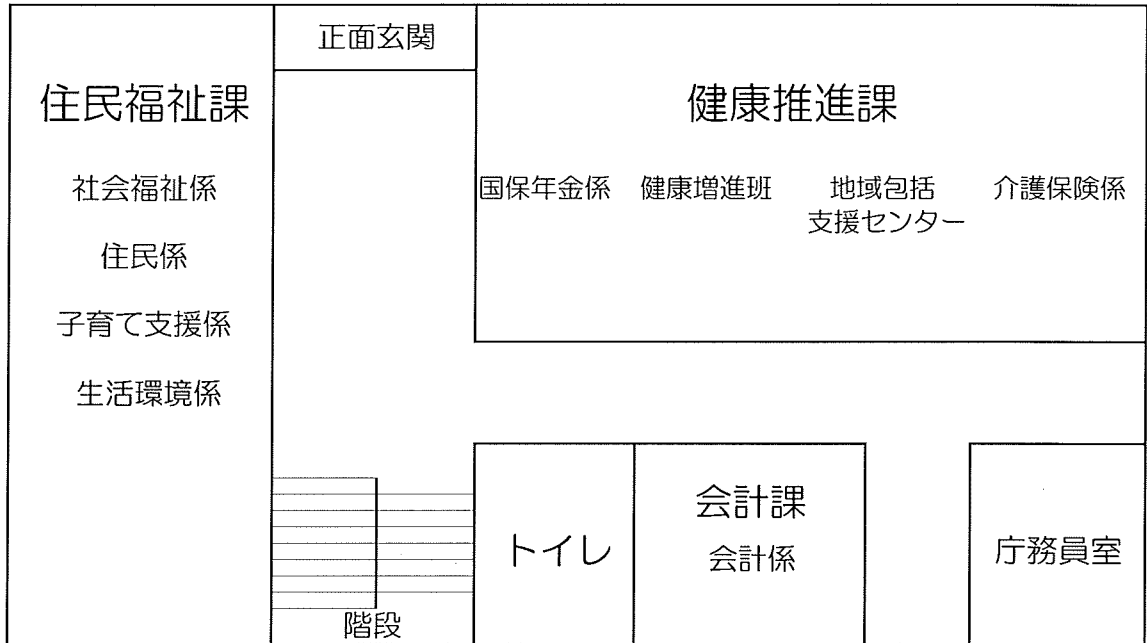 正面玄関
住民福祉課
社会福祉係
住民係
子育て支援係
生活環境係
健康推進課
国保年金係
健康増進班
地域包括
支援センター
介護保険係
階段
トイレ
会計課
会計係
庁務員室